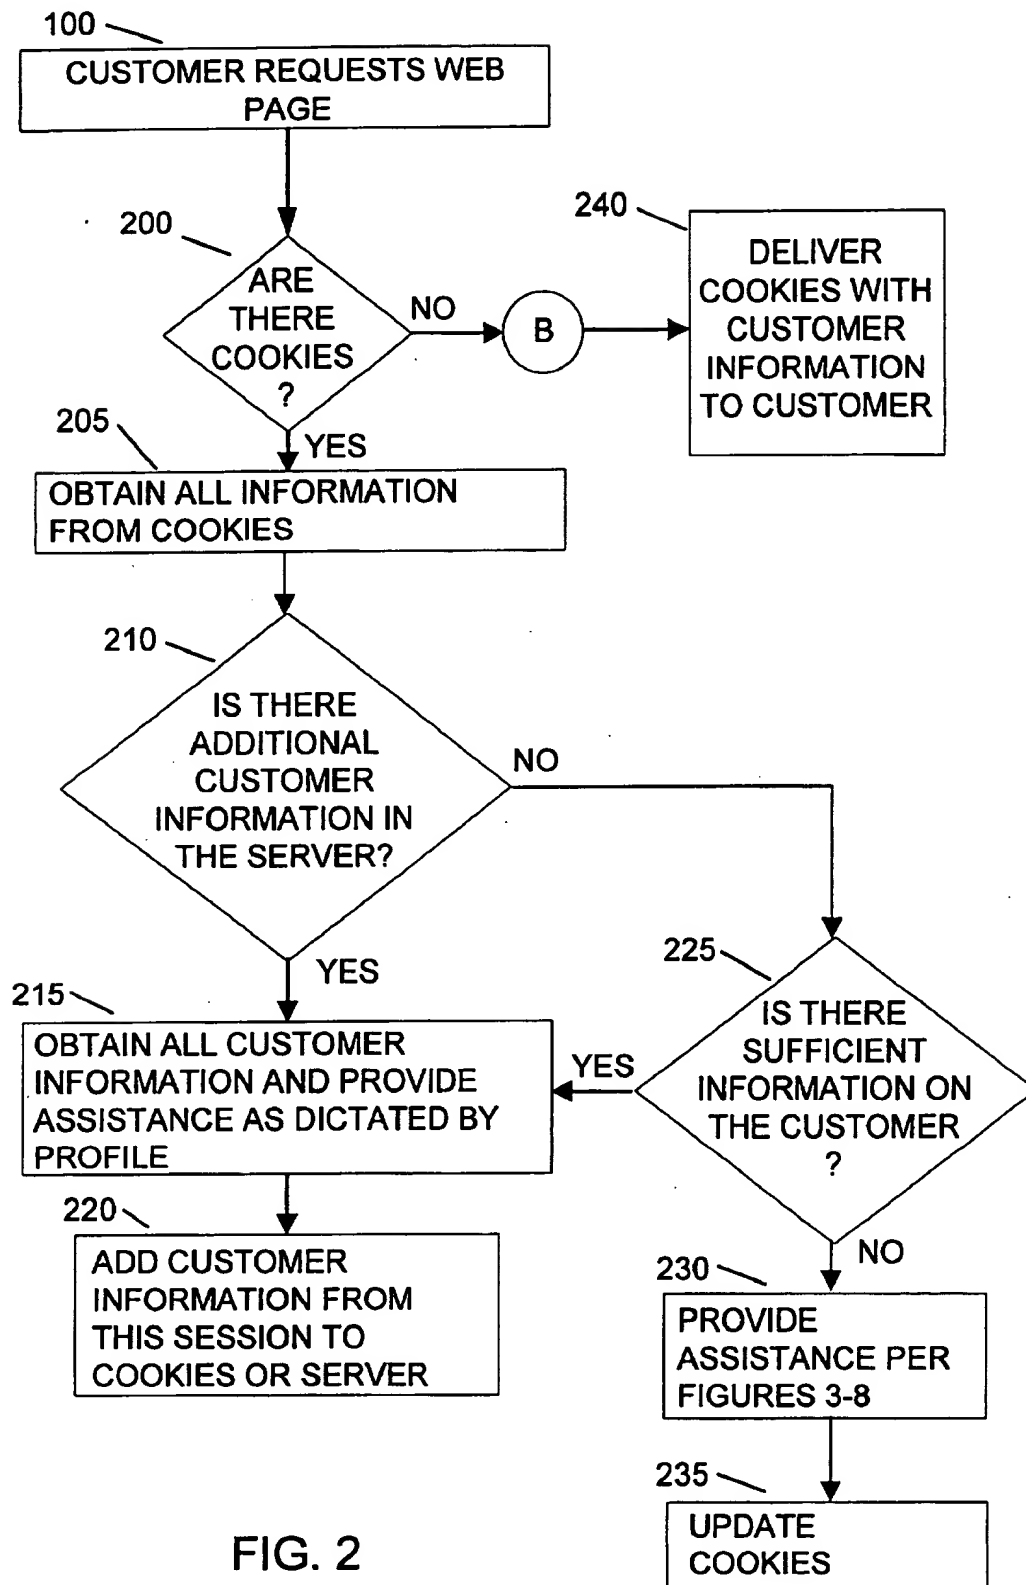 100
CUSTOMER REQUESTS WEB
PAGE
200
ARE
THERE
COOKIES
?
NO
B
240
DELIVER
COOKIES WITH
CUSTOMER
INFORMATION
TO CUSTOMER
YES
205
OBTAIN ALL INFORMATION
FROM COOKIES
210
IS THERE
ADDITIONAL
CUSTOMER
INFORMATION IN
THE SERVER?
NO
YES
225
IS THERE
SUFFICIENT
INFORMATION ON
THE CUSTOMER
?
YES
NO
215
OBTAIN ALL CUSTOMER
INFORMATION AND PROVIDE
ASSISTANCE AS DICTATED BY
PROFILE
220
ADD CUSTOMER
INFORMATION FROM
THIS SESSION TO
COOKIES OR SERVER
230
PROVIDE
ASSISTANCE PER
FIGURES 3-8
235
UPDATE
COOKIES
FIG. 2